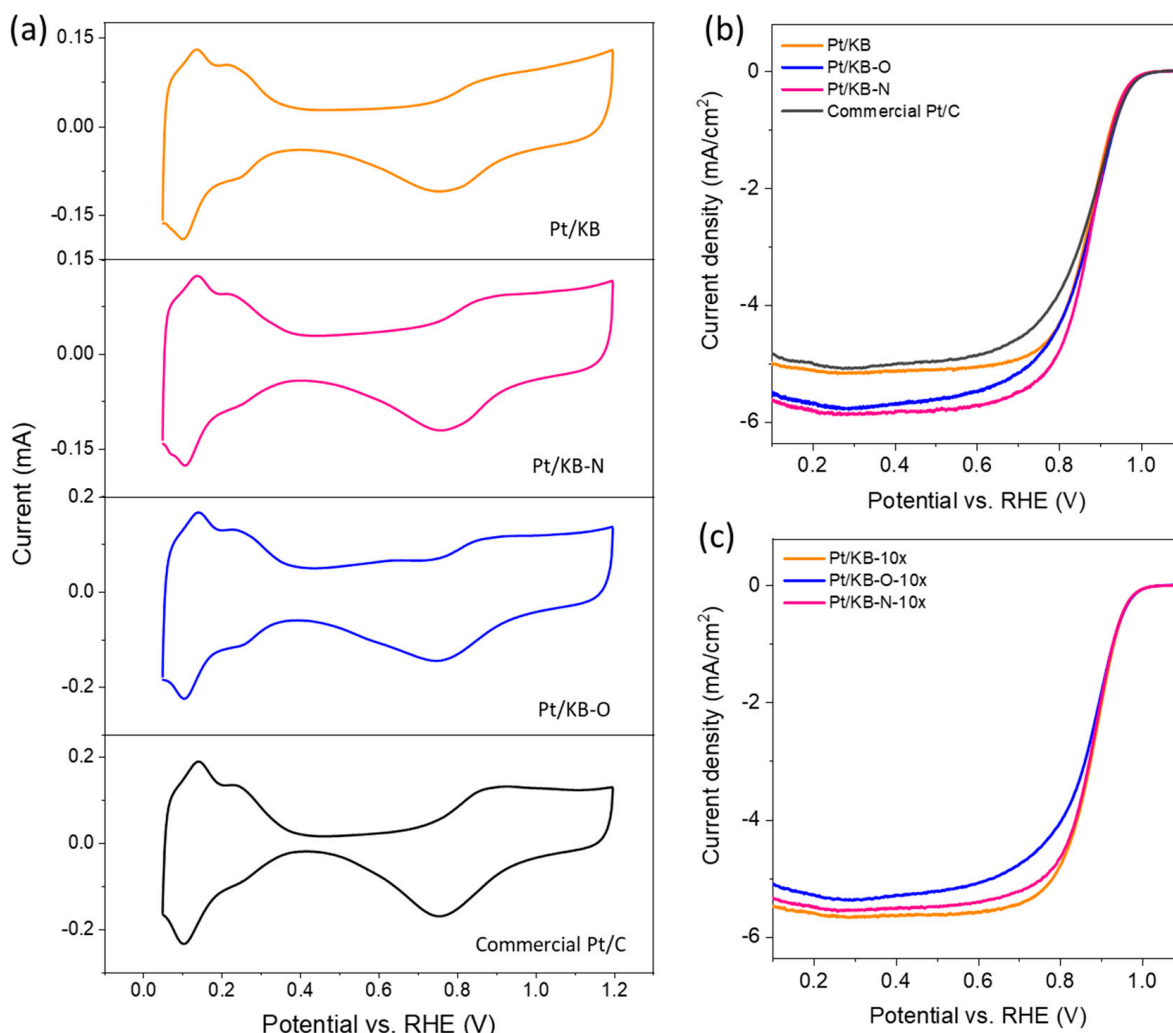 (a)
0.15
0.00
-0.15
Pt/KB
0.15
0.00
-0.15
Pt/KB-N
0.2
0.0
-0.2
Pt/KB-O
0.2
0.0
-0.2
Commercial Pt/C
Current (mA)
0.0 0.2 0.4 0.6 0.8 1.0 1.2
Potential vs. RHE (V)
(b)
Pt/KB
Pt/KB-O
Pt/KB-N
Commercial Pt/C
0
-2
-4
-6
Current density (mA/cm²)
0.2 0.4 0.6 0.8 1.0
Potential vs. RHE (V)
(c)
Pt/KB-10x
Pt/KB-O-10x
Pt/KB-N-10x
0
-2
-4
-6
Current density (mA/cm²)
0.2 0.4 0.6 0.8 1.0
Potential vs. RHE (V)